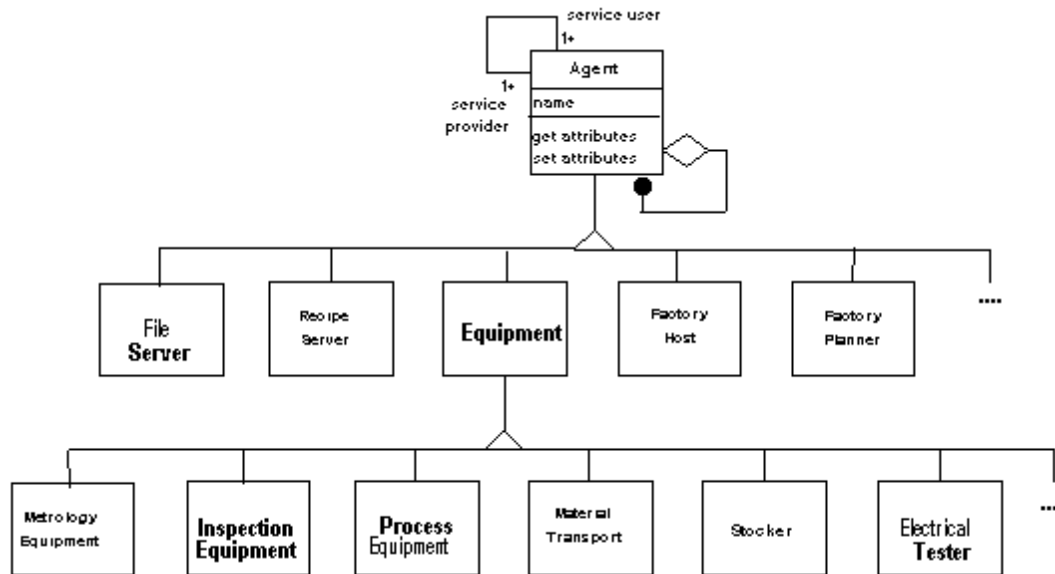 service user
1+
Agent
1+
service
provider
name
get attributes
set attributes
File
Server
Recipe
Server
Equipment
Factory
Host
Factory
Planner
....
Metrology
Equipment
Inspection
Equipment
Process
Equipment
Material
Transport
Stocker
Electrical
Tester
....